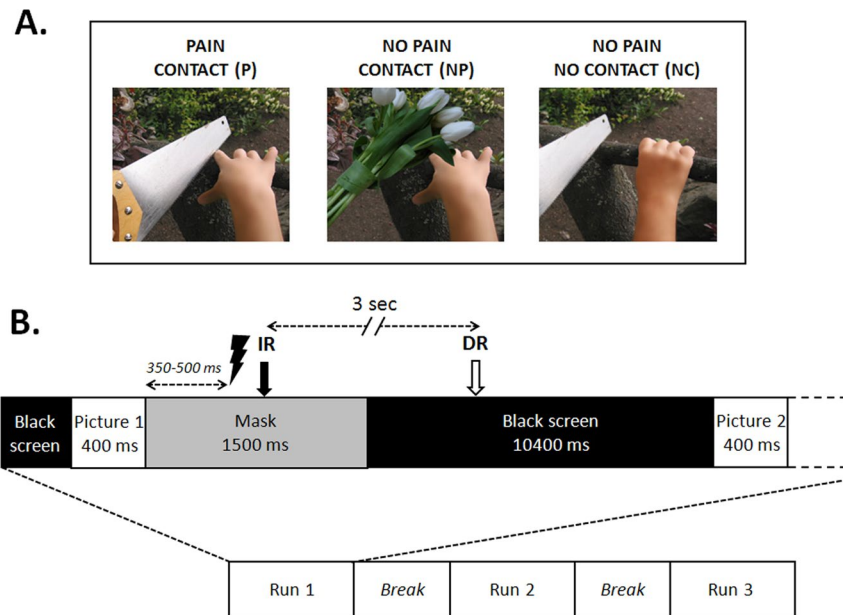 A.
PAIN
CONTACT (P)
NO PAIN
CONTACT (NP)
NO PAIN
NO CONTACT (NC)
B.
3 sec
350-500 ms
IR
DR
Black
screen
Picture 1
400 ms
Mask
1500 ms
Black screen
10400 ms
Picture 2
400 ms
Run 1
Break
Run 2
Break
Run 3